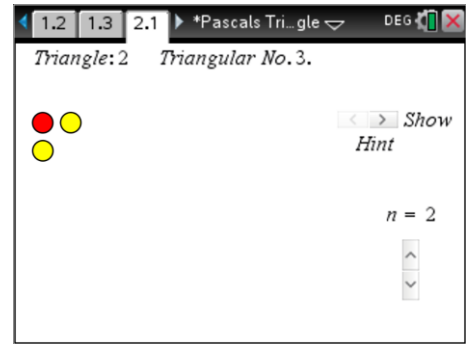 1.2 1.3 2.1 *Pascals Tri...gle DEG
Triangle:2 Triangular No.3.
< > Show
Hint
n = 2